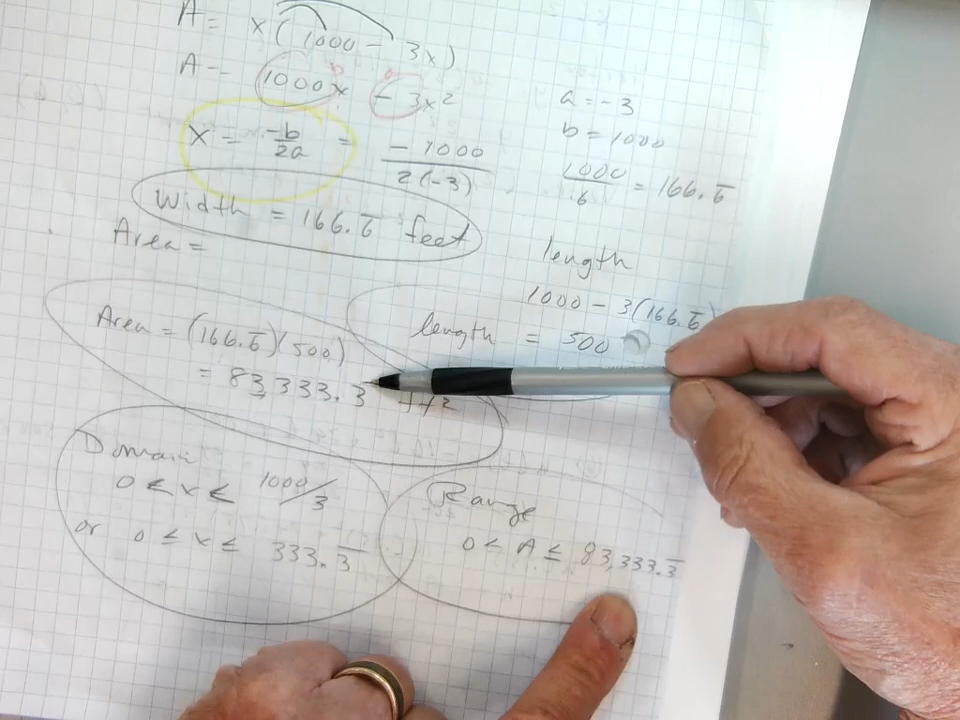 A = x(1000 - 3x)
A = 1000x - 3x²
b a
a = -3
b = 1000
x = -b/2a = -1000/2(-3)
1000/6 = 166.6̅
Width = 166.6̅ feet
Area =
length
1000 - 3(166.6̅)
length = 500
Area = (166.6̅)(500)
= 83,333.3 ft²
Domain
0 ≤ x ≤ 1000/3
or 0 ≤ x ≤ 333.3̅
Range
0 ≤ A ≤ 83,333.3̅